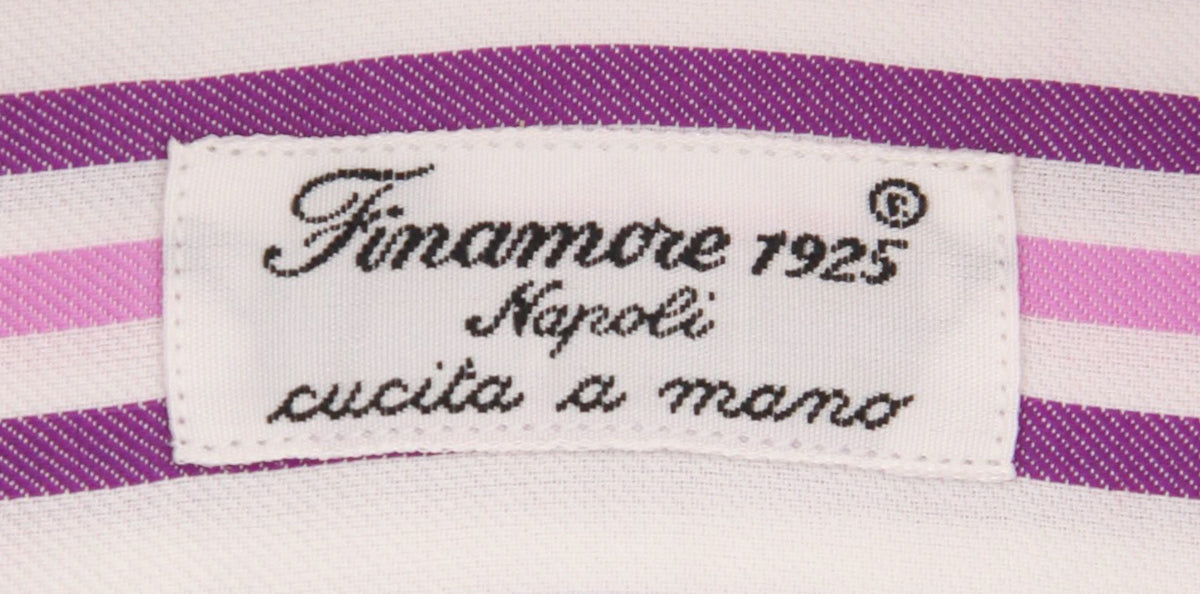 Finamore 1925 ®
Napoli
cucita a mano